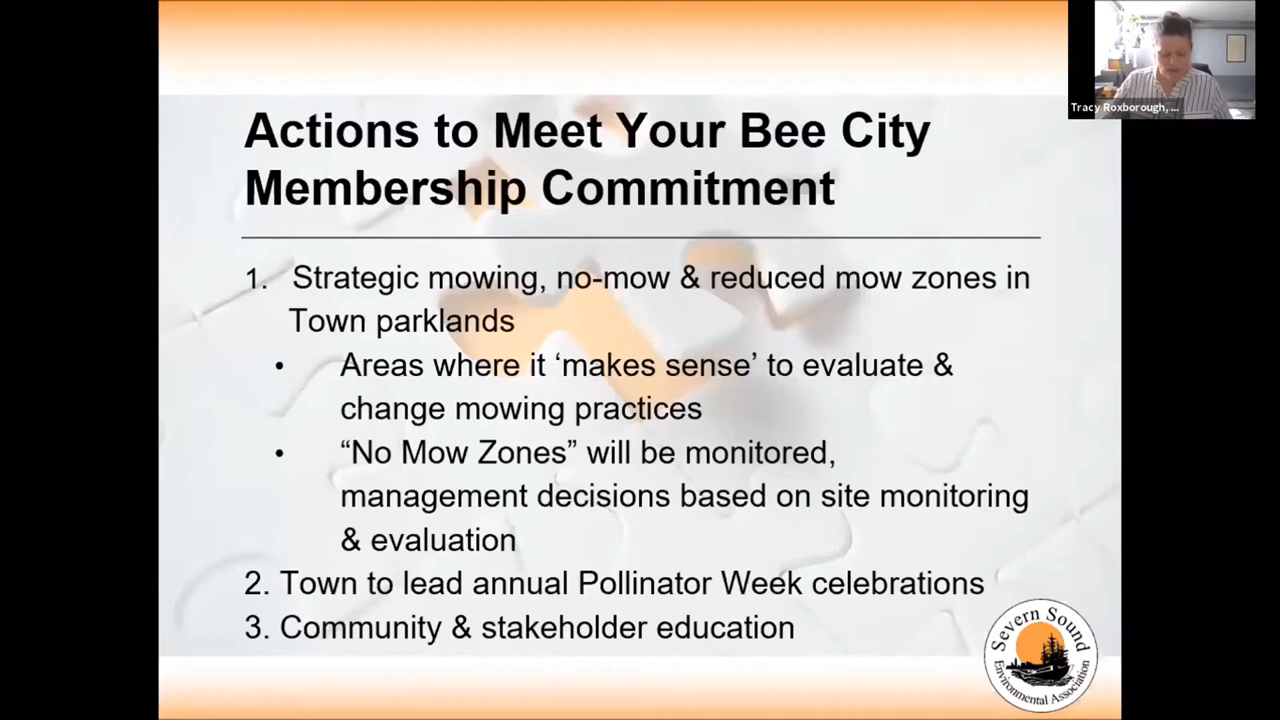 Tracy Roxborough, ...
Actions to Meet Your Bee City
Membership Commitment
1. Strategic mowing, no-mow & reduced mow zones in
Town parklands
• Areas where it ‘makes sense’ to evaluate &
change mowing practices
• “No Mow Zones” will be monitored,
management decisions based on site monitoring
& evaluation
2. Town to lead annual Pollinator Week celebrations
3. Community & stakeholder education
Severn Sound
Environmental Association